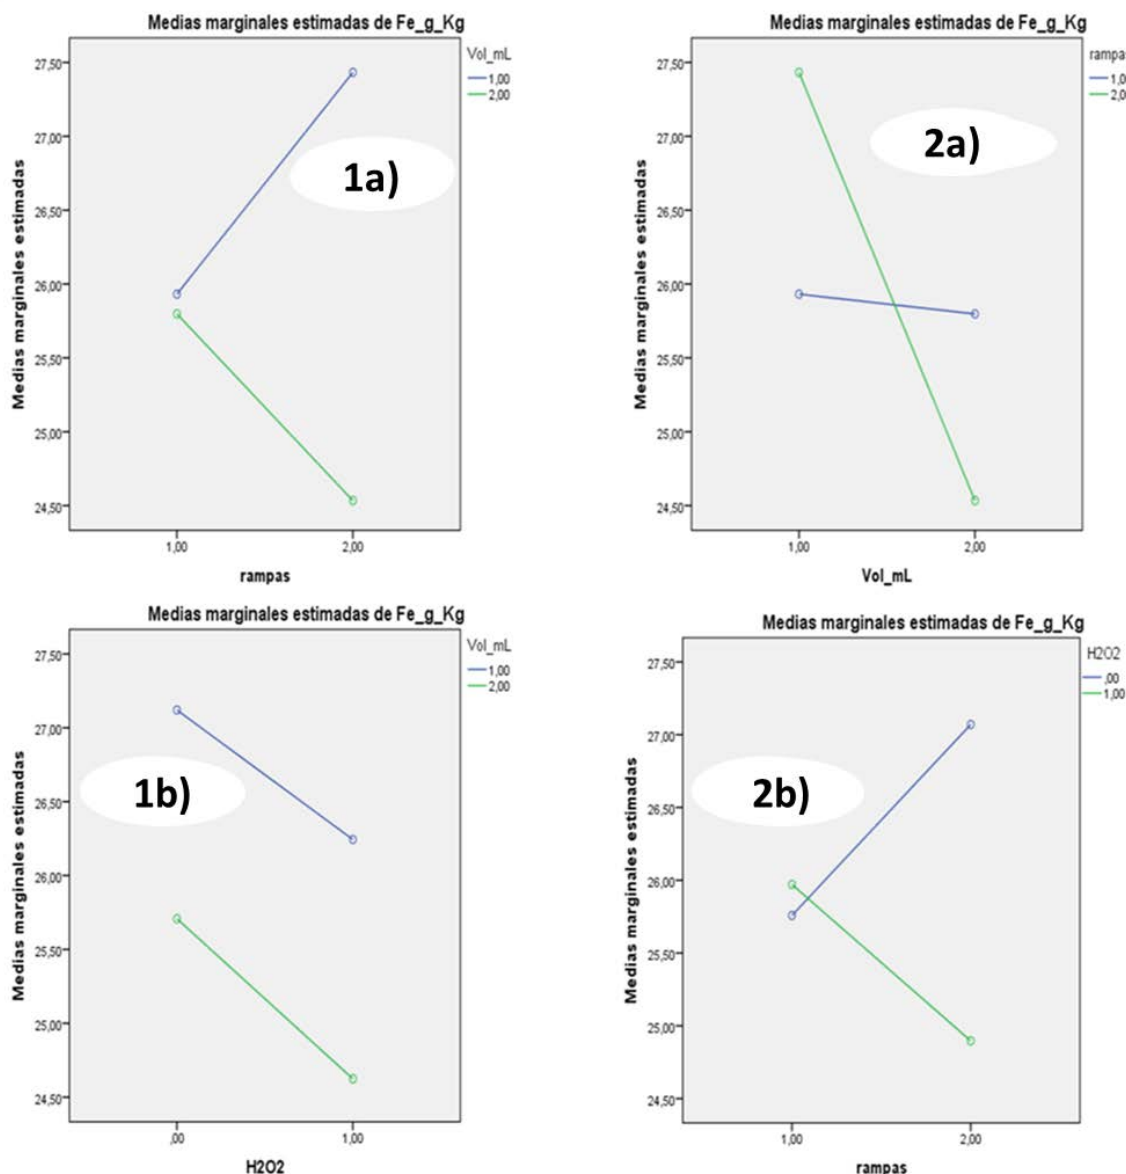 Medias marginales estimadas de Fe_g_Kg
Vol_mL
1,00
2,00
27,50
27,00
26,50
26,00
25,50
25,00
24,50
Medias marginales estimadas
1a)
1,00
2,00
rampas
Medias marginales estimadas de Fe_g_Kg
rampas
1,0
2,0
27,50
27,00
26,50
26,00
25,50
25,00
24,50
Medias marginales estimadas
2a)
1,00
2,00
Vol_mL
Medias marginales estimadas de Fe_g_Kg
Vol_mL
1,00
2,00
27,50
27,00
26,50
26,00
25,50
25,00
24,50
Medias marginales estimadas
1b)
,00
1,00
H2O2
Medias marginales estimadas de Fe_g_Kg
H2O2
,00
1,00
27,50
27,00
26,50
26,00
25,50
25,00
24,50
Medias marginales estimadas
2b)
1,00
2,00
rampas